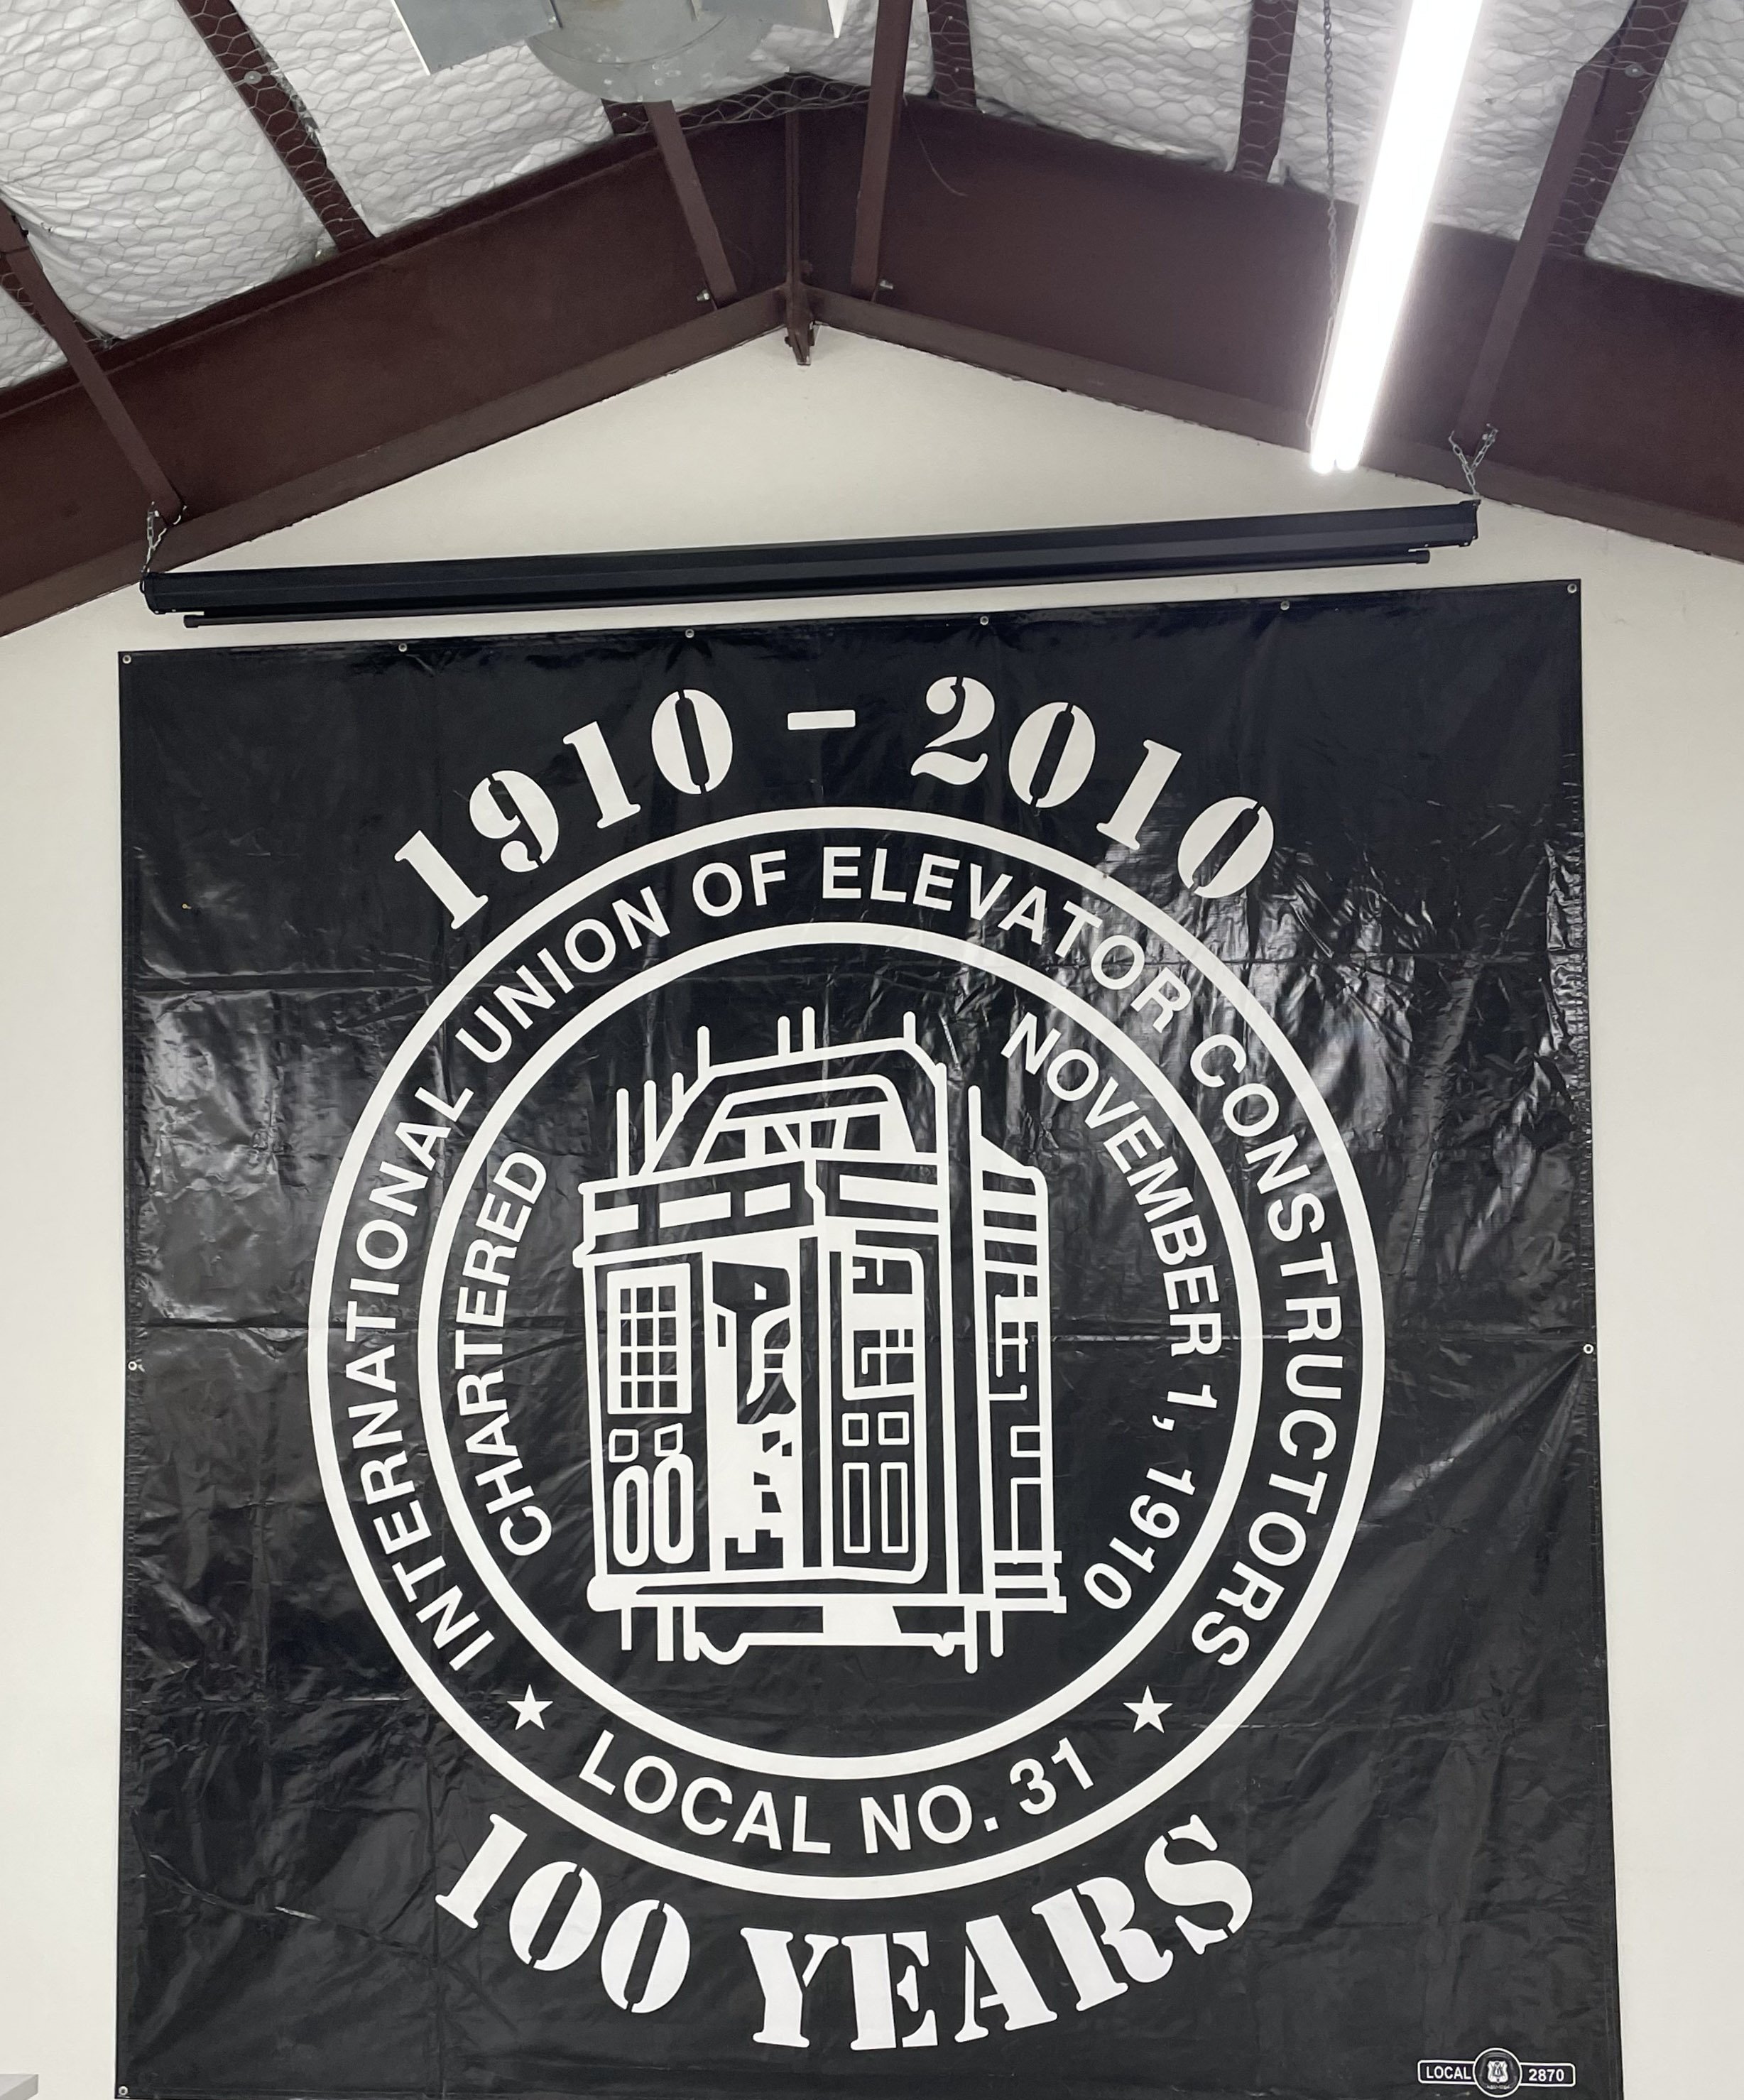 1910 - 2010
INTERNATIONAL UNION OF ELEVATOR CONSTRUCTORS
CHARTERED
NOVEMBER 1, 1910
★ LOCAL NO. 31 ★
100 YEARS
LOCAL 2870